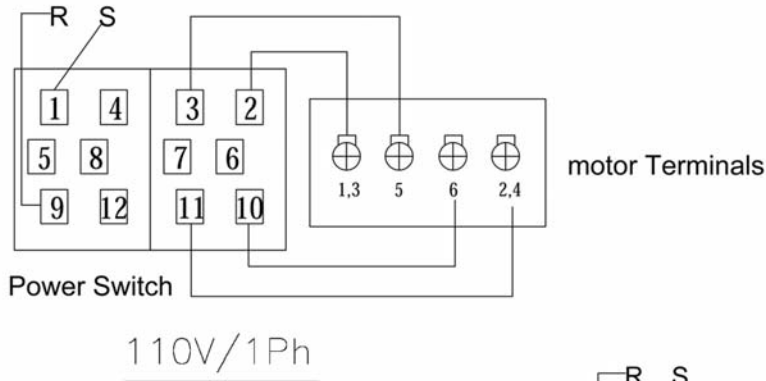 R S
1 4 3 2
5 8 7 6
9 12 11 10
1,3 5 6 2,4
motor Terminals
Power Switch
110V/1Ph
R S